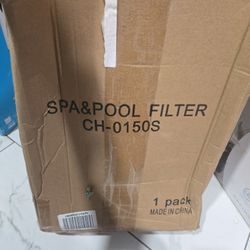 SPA&POOL FILTER
CH-0150S
1 pack
MADE IN CHINA